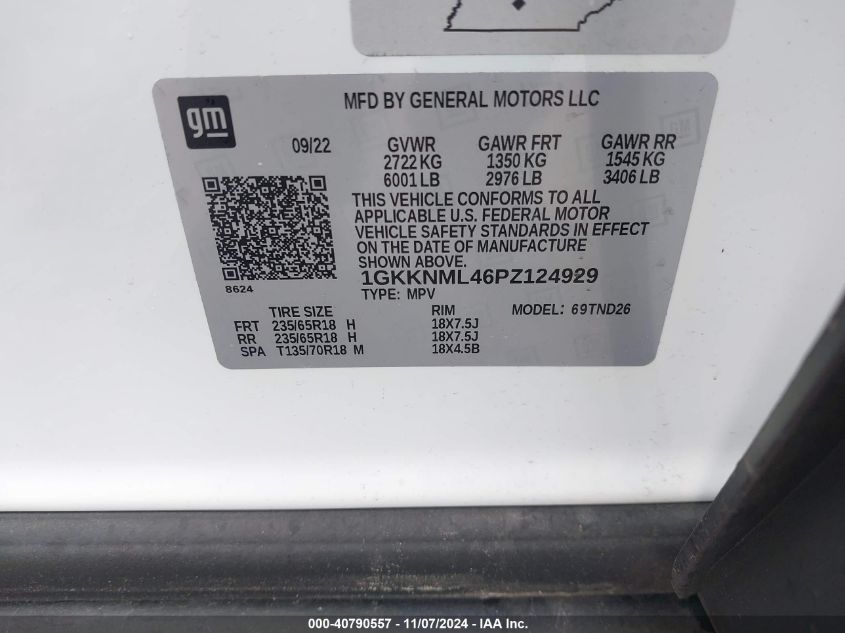 gm
MFD BY GENERAL MOTORS LLC
09/22 GVWR GAWR FRT GAWR RR
2722 KG 1350 KG 1545 KG
6001 LB 2976 LB 3406 LB
THIS VEHICLE CONFORMS TO ALL
APPLICABLE U.S. FEDERAL MOTOR
VEHICLE SAFETY STANDARDS IN EFFECT
ON THE DATE OF MANUFACTURE
SHOWN ABOVE.
1GKKNML46PZ124929
8624
TYPE: MPV
TIRE SIZE RIM MODEL: 69TND26
FRT 235/65R18 H 18X7.5J
RR 235/65R18 H 18X7.5J
SPA T135/70R18 M 18X4.5B
000-40790557 - 11/07/2024 - IAA Inc.